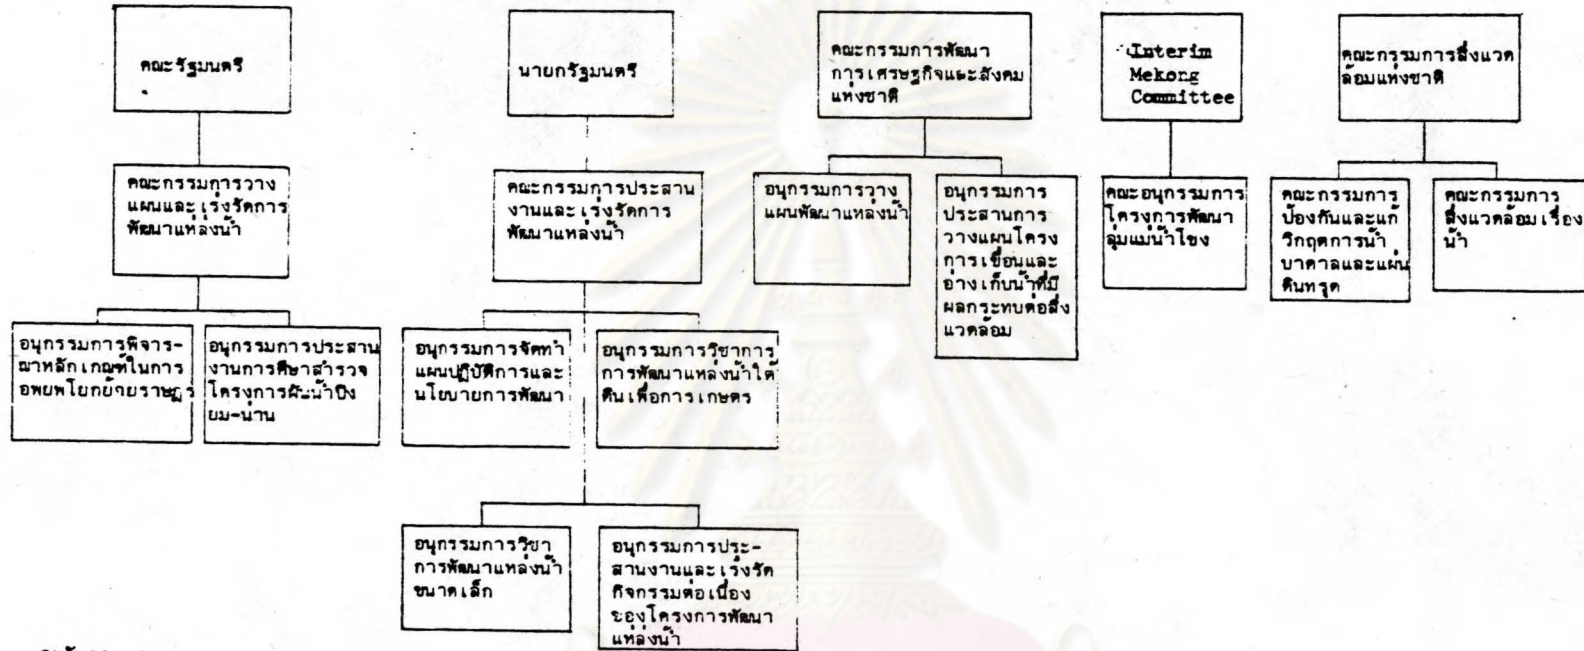 คณะรัฐมนตรี
นายกรัฐมนตรี
คณะกรรมการพัฒนา
การเศรษฐกิจและสังคม
แห่งชาติ
Interim
Mekong
Committee
คณะกรรมการสิ่งแวด
ล้อมแห่งชาติ
คณะกรรมการวาง
แผนและเร่งรัดการ
พัฒนาแหล่งน้ำ
คณะกรรมการประสาน
งานและเร่งรัดการ
พัฒนาแหล่งน้ำ
อนุกรรมการวาง
แผนพัฒนาแหล่งน้ำ
อนุกรรมการ
ประสานการ
วางแผนโครง
การเขื่อนและ
อ่างเก็บน้ำที่มี
ผลกระทบต่อสิ่ง
แวดล้อม
คณะอนุกรรมการ
โครงการพัฒนา
ลุ่มแม่น้ำโขง
คณะกรรมการ
ป้องกันและแก้
วิกฤตการน้ำ
บาดาลและแผ่น
ดินทรุด
คณะกรรมการ
สิ่งแวดล้อมเรื่อง
น้ำ
อนุกรรมการพิจาร-
ณาหลักเกณฑ์ในการ
อพยพโยกย้ายราษฎร
อนุกรรมการประสาน
งานการศึกษาสำรวจ
โครงการผันน้ำปิง
ยม-น่าน
อนุกรรมการจัดทำ
แผนปฏิบัติการและ
นโยบายการพัฒนา
อนุกรรมการวิชาการ
การพัฒนาแหล่งน้ำใต้
ดินเพื่อการเกษตร
อนุกรรมการวิชา
การพัฒนาแหล่งน้ำ
ขนาดเล็ก
อนุกรรมการประ-
สานงานและเร่งรัด
กิจกรรมต่อเนื่อง
ของโครงการพัฒนา
แหล่งน้ำ